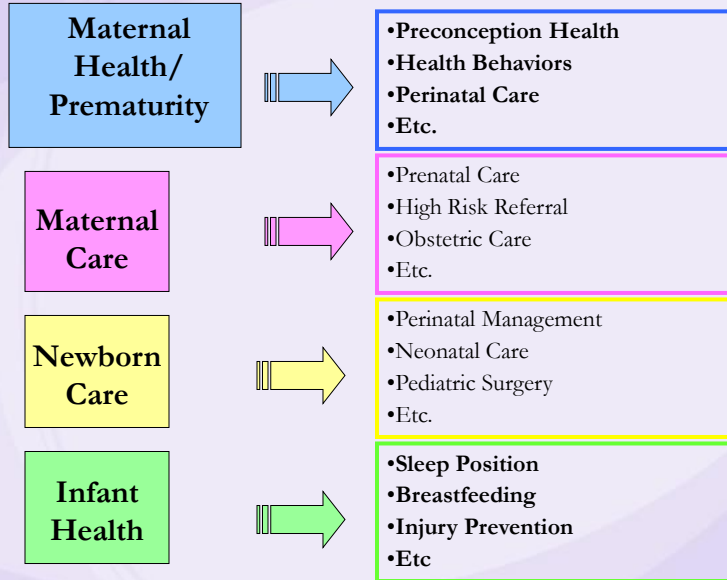 Maternal
Health/
Prematurity
•Preconception Health
•Health Behaviors
•Perinatal Care
•Etc.
Maternal
Care
•Prenatal Care
•High Risk Referral
•Obstetric Care
•Etc.
Newborn
Care
•Perinatal Management
•Neonatal Care
•Pediatric Surgery
•Etc.
Infant
Health
•Sleep Position
•Breastfeeding
•Injury Prevention
•Etc